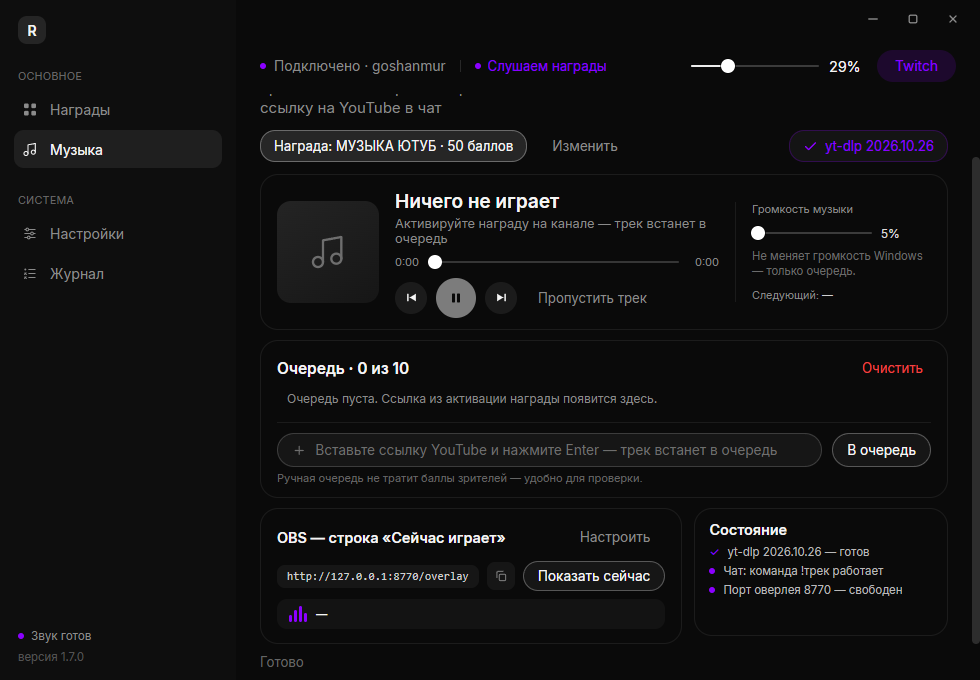 R
ОСНОВНОЕ
Награды
Музыка
СИСТЕМА
Настройки
Журнал
Звук готов
версия 1.7.0
Подключено · goshanmur
Слушаем награды
29%
Twitch
ссылку на YouTube в чат
Награда: МУЗЫКА ЮТУБ · 50 баллов
Изменить
yt-dlp 2026.10.26
Ничего не играет
Активируйте награду на канале — трек встанет в
очередь
0:00
0:00
Пропустить трек
Громкость музыки
5%
Не меняет громкость Windows
— только очередь.
Следующий: —
Очередь · 0 из 10
Очистить
Очередь пуста. Ссылка из активации награды появится здесь.
Вставьте ссылку YouTube и нажмите Enter — трек встанет в очередь
В очередь
Ручная очередь не тратит баллы зрителей — удобно для проверки.
OBS — строка «Сейчас играет»
Настроить
http://127.0.0.1:8770/overlay
Показать сейчас
—
Состояние
yt-dlp 2026.10.26 — готов
Чат: команда !трек работает
Порт оверлея 8770 — свободен
Готово